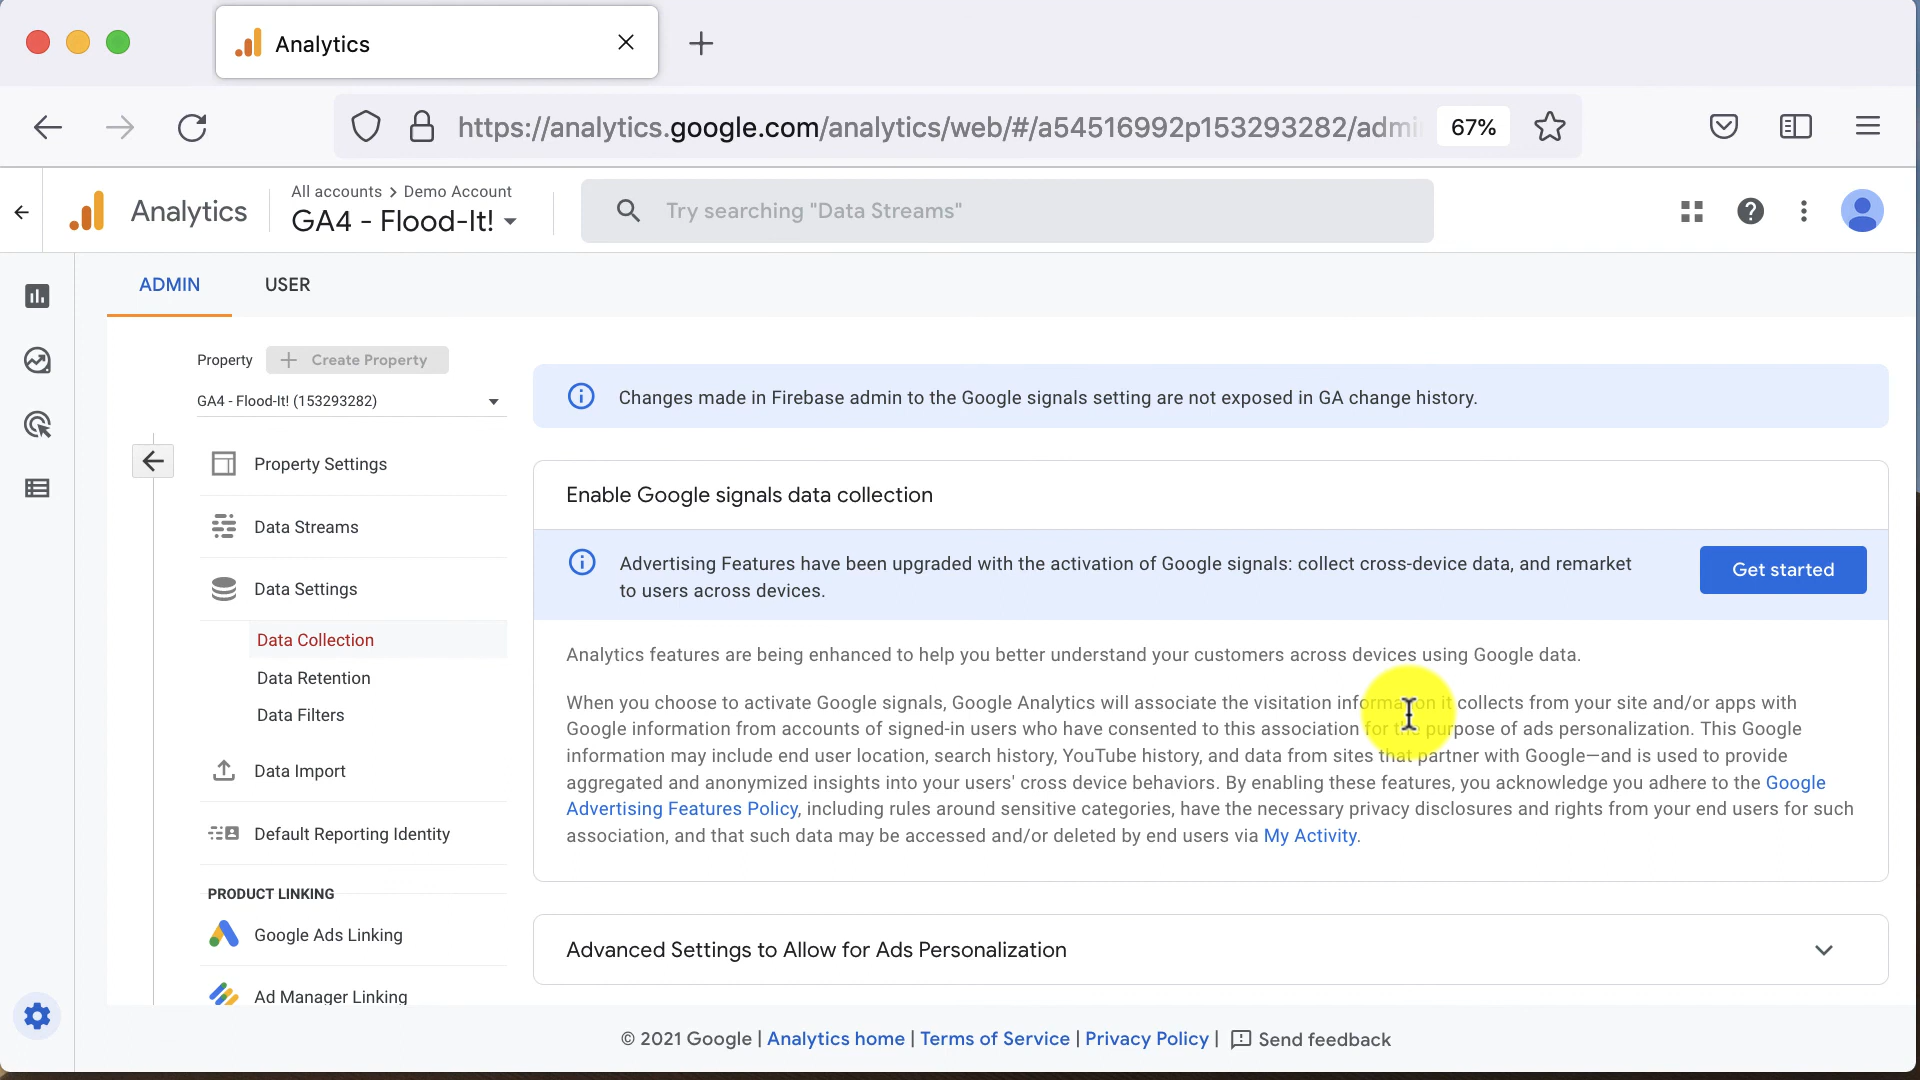 Analytics
https://analytics.google.com/analytics/web/#/a54516992p153293282/admi
67%
Analytics
All accounts > Demo Account
GA4 - Flood-It!
Try searching "Data Streams"
ADMIN
USER
Property
+ Create Property
GA4 - Flood-It! (153293282)
Property Settings
Data Streams
Data Settings
Data Collection
Data Retention
Data Filters
Data Import
Default Reporting Identity
PRODUCT LINKING
Google Ads Linking
Ad Manager Linking
Changes made in Firebase admin to the Google signals setting are not exposed in GA change history.
Enable Google signals data collection
Advertising Features have been upgraded with the activation of Google signals: collect cross-device data, and remarket
to users across devices.
Get started
Analytics features are being enhanced to help you better understand your customers across devices using Google data.
When you choose to activate Google signals, Google Analytics will associate the visitation information it collects from your site and/or apps with
Google information from accounts of signed-in users who have consented to this association for the purpose of ads personalization. This Google
information may include end user location, search history, YouTube history, and data from sites that partner with Google—and is used to provide
aggregated and anonymized insights into your users' cross device behaviors. By enabling these features, you acknowledge you adhere to the Google
Advertising Features Policy, including rules around sensitive categories, have the necessary privacy disclosures and rights from your end users for such
association, and that such data may be accessed and/or deleted by end users via My Activity.
Advanced Settings to Allow for Ads Personalization
© 2021 Google | Analytics home | Terms of Service | Privacy Policy | Send feedback